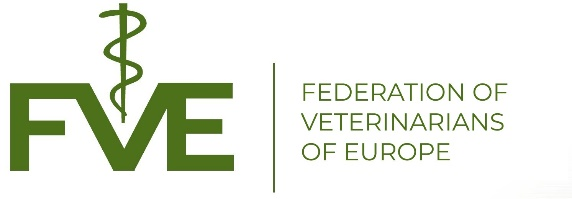 FVE
FEDERATION OF
VETERINARIANS
OF EUROPE